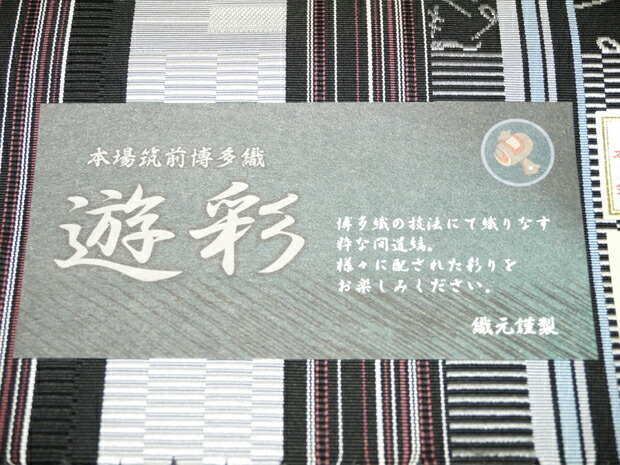 本場筑前博多織
遊彩
博多織の技法にて織りなす
粋な間道縞。
様々に配された彩りを
お楽しみください。
織元謹製